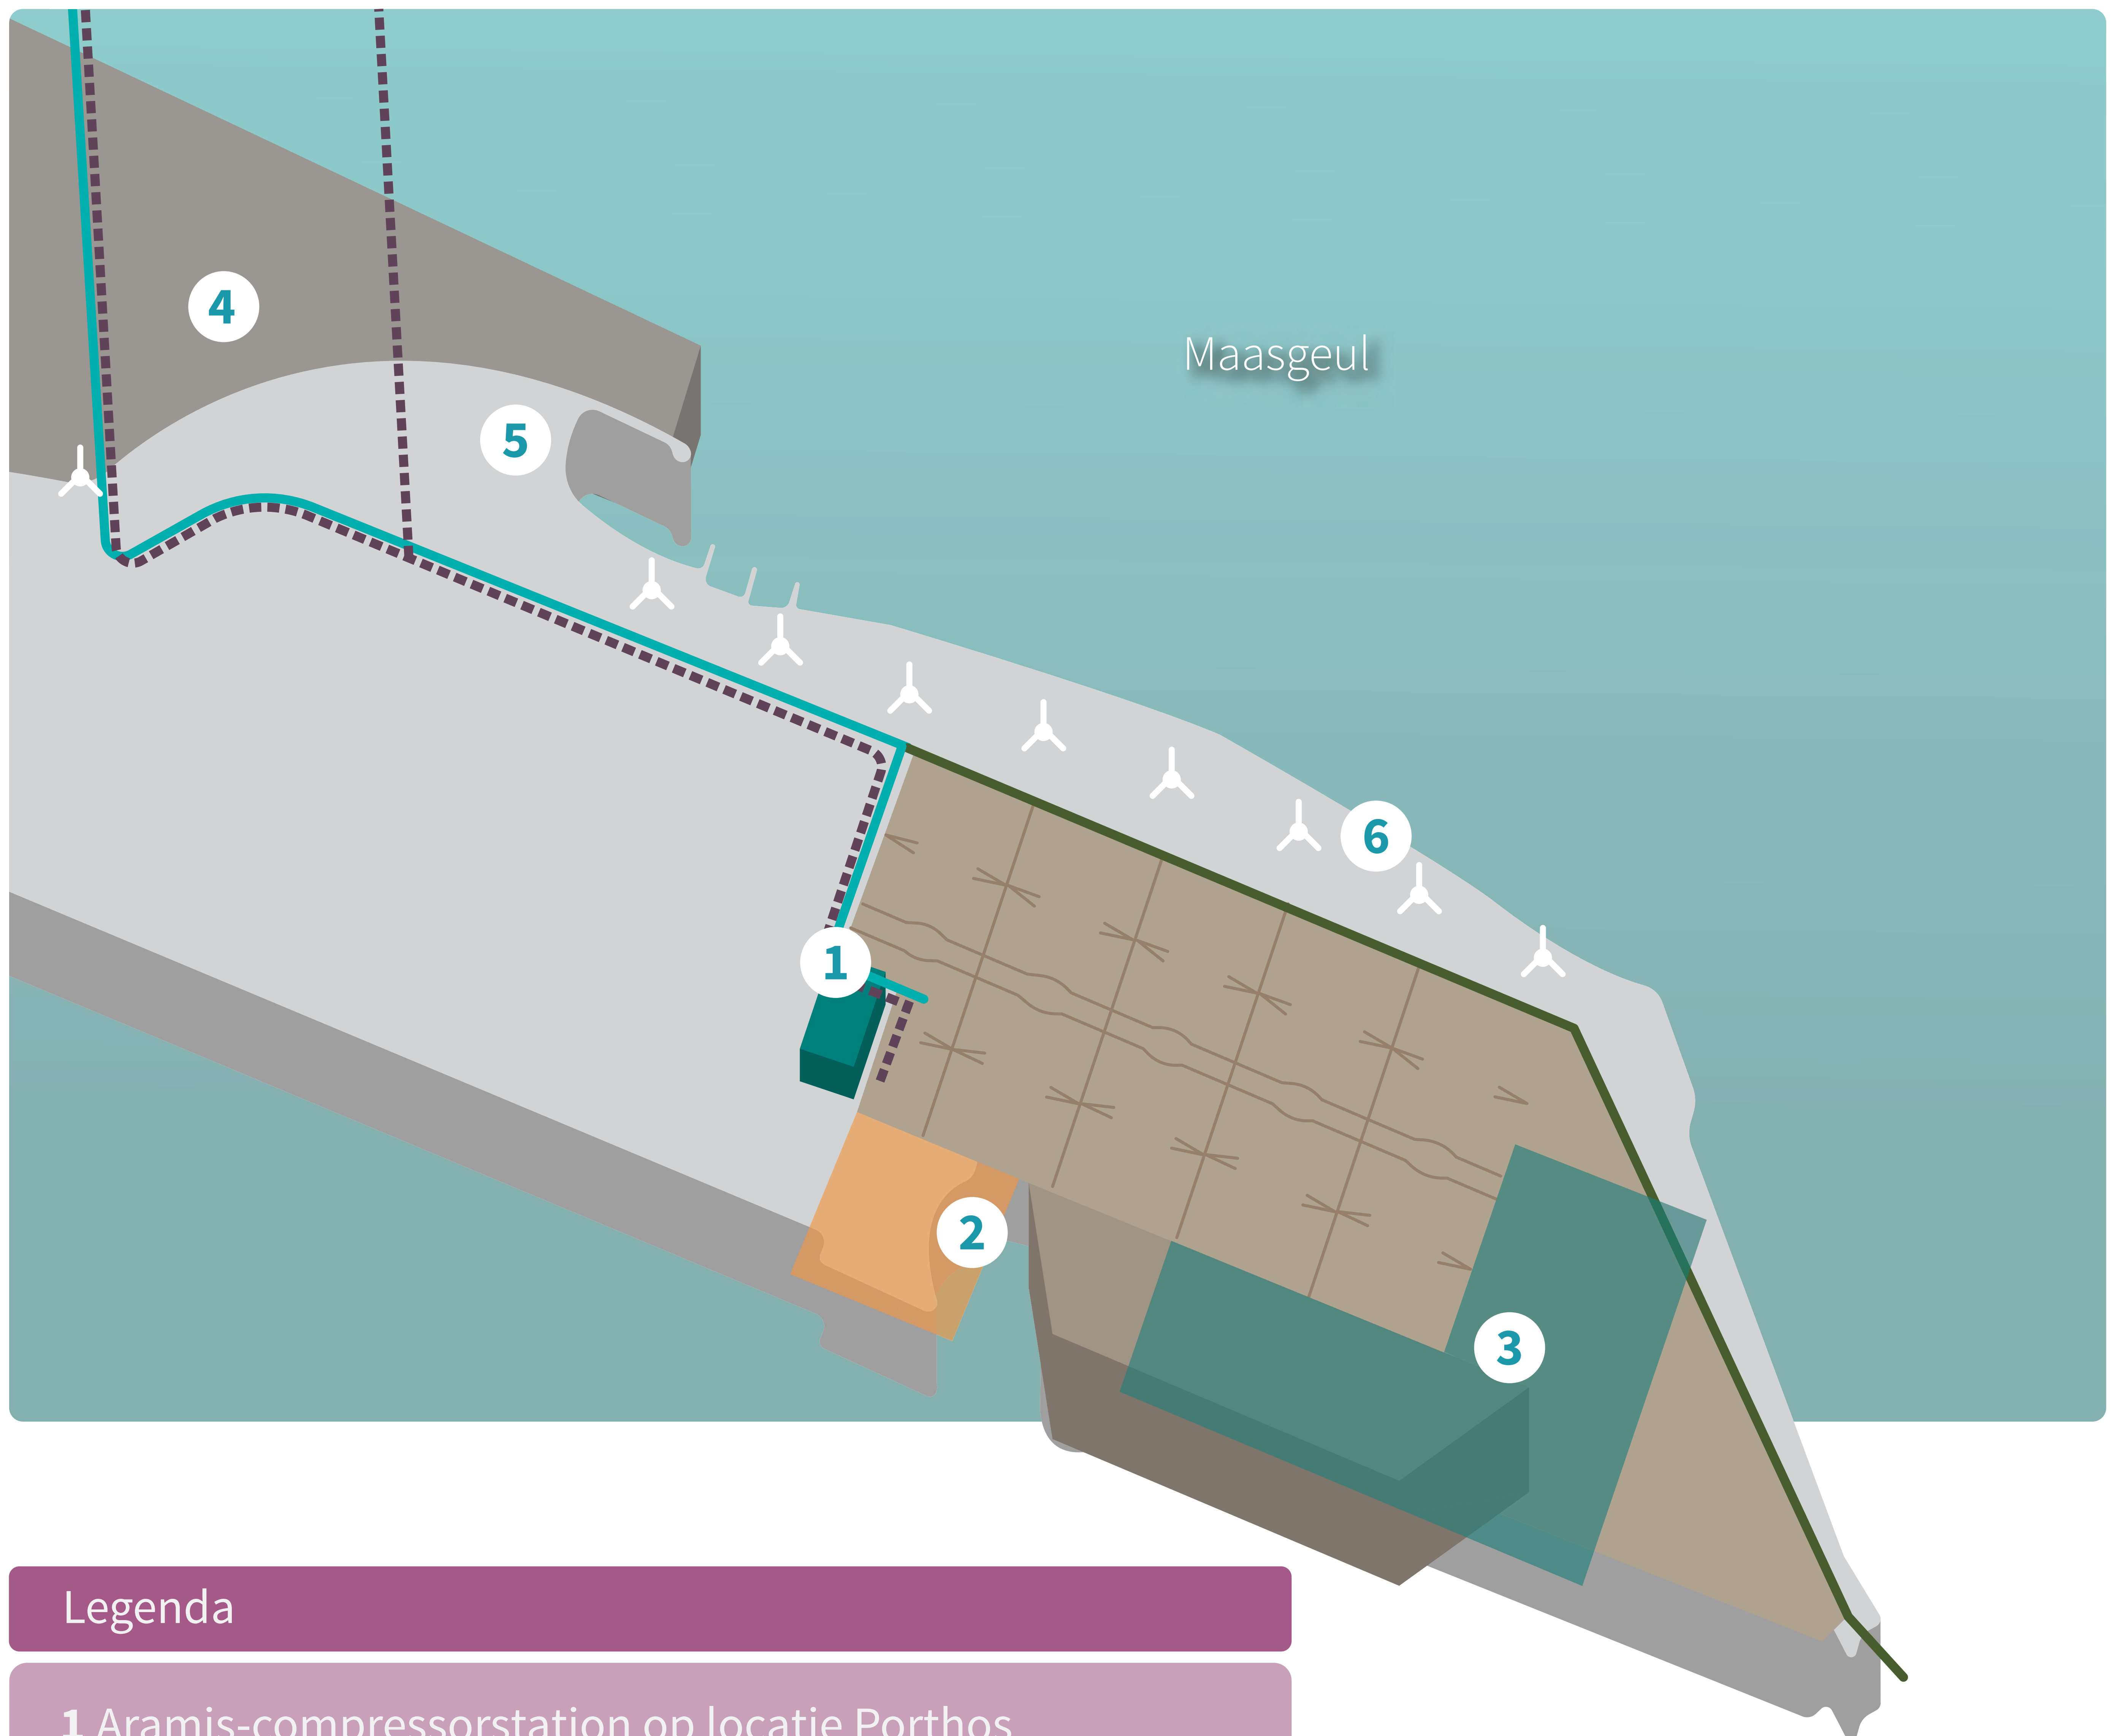 4
5
Maasgeul
6
1
2
3
Legenda
1 Aramis-compressorstation op locatie Porthos